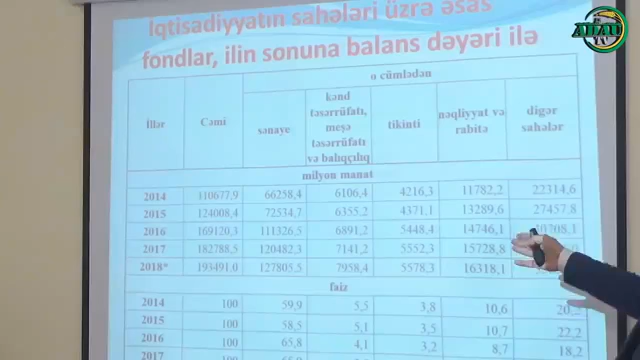 İqtisadiyyatın sahələri üzrə əsas
fondlar, ilin sonuna balans dəyəri ilə
ADAU
TV
o cümlədən
İllər Cəmi sənaye kənd təsərrüfatı, meşə təsərrüfatı və balıqçılıq tikinti nəqliyyat və rabitə digər sahələr
milyon manat
2014 110677,9 66258,4 6106,4 4216,3 11782,2 22314,6
2015 124008,4 72534,7 6355,2 4371,1 13289,6 27457,8
2016 169120,3 111326,5 6891,2 5448,4 14746,1
2017 182788,5 120482,3 7141,2 5552,3 15728,8
2018* 193491,0 127805,5 7958,4 5578,3 16318,1
faiz
2014 100 59,9 5,5 3,8 10,6 20,2
2015 100 58,5 5,1 3,5 10,7 22,2
2016 100 65,8 4,1 3,2 8,7 18,2
2017 100